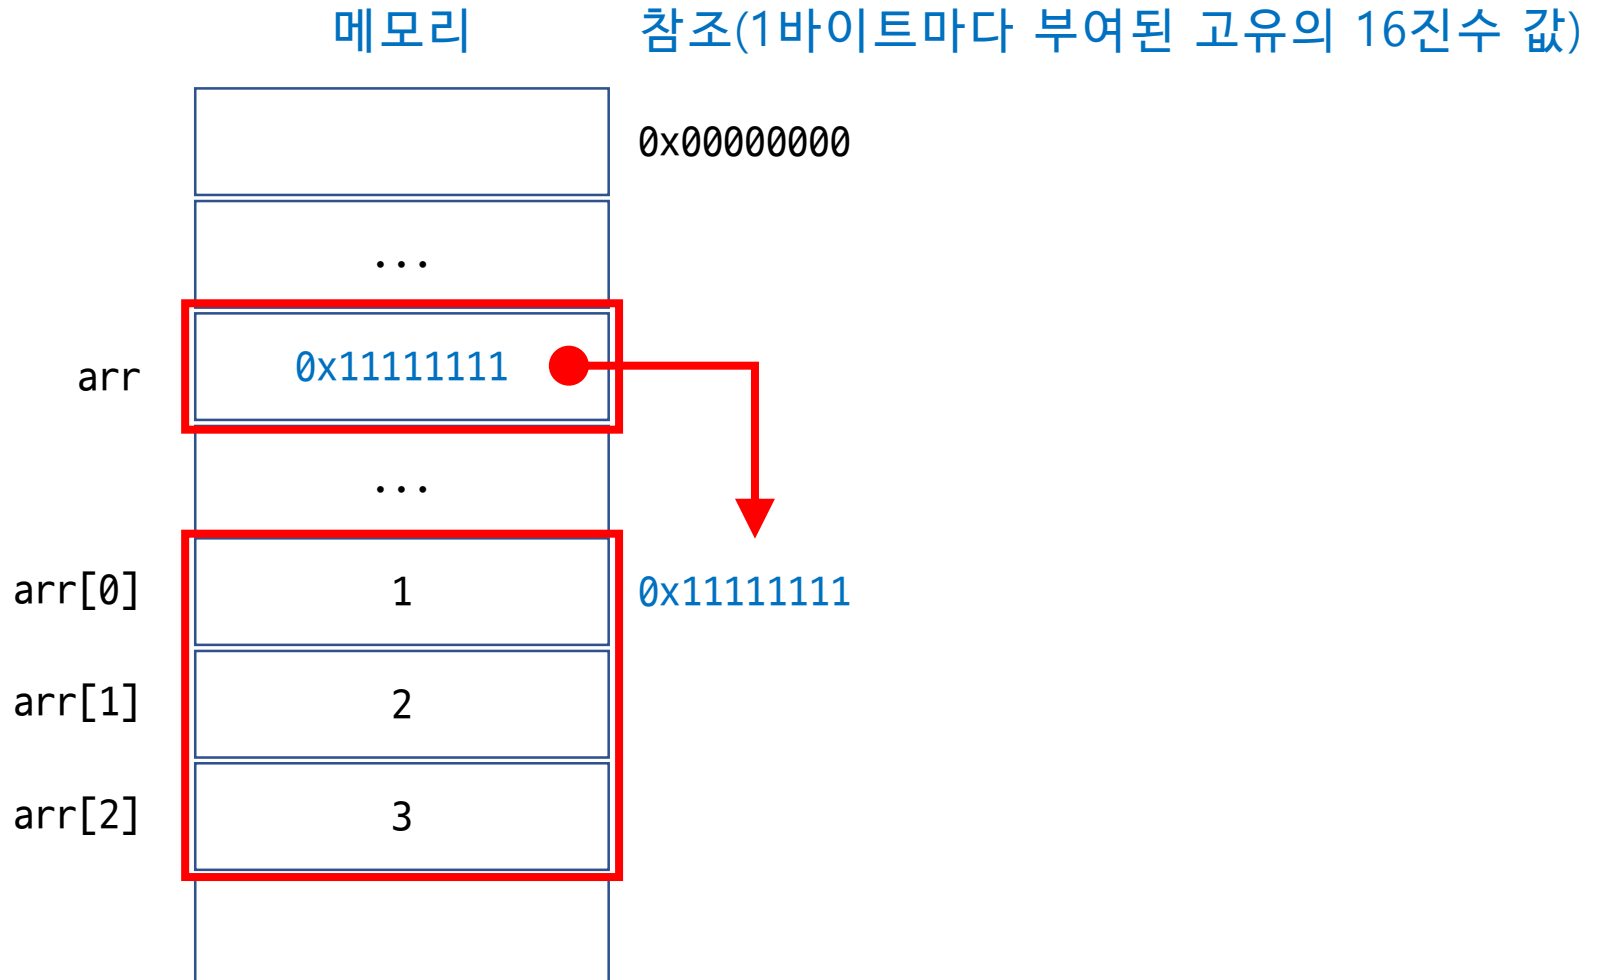 메모리 참조(1바이트마다 부여된 고유의 16진수 값)
0x00000000
...
arr 0x11111111
...
arr[0] 1 0x11111111
arr[1] 2
arr[2] 3